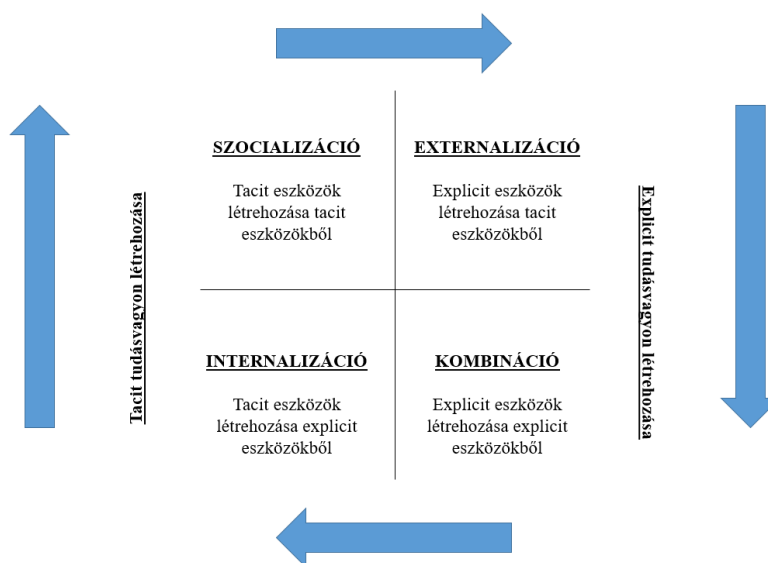 SZOCIALIZÁCIÓ
Tacit eszközök
létrehozása tacit
eszközökből
EXTERNALIZÁCIÓ
Explicit eszközök
létrehozása tacit
eszközökből
Tacit tudásvagyon létrehozása
Explicit tudásvagyon létrehozása
INTERNALIZÁCIÓ
Tacit eszközök
létrehozása explicit
eszközökből
KOMBINÁCIÓ
Explicit eszközök
létrehozása explicit
eszközökből